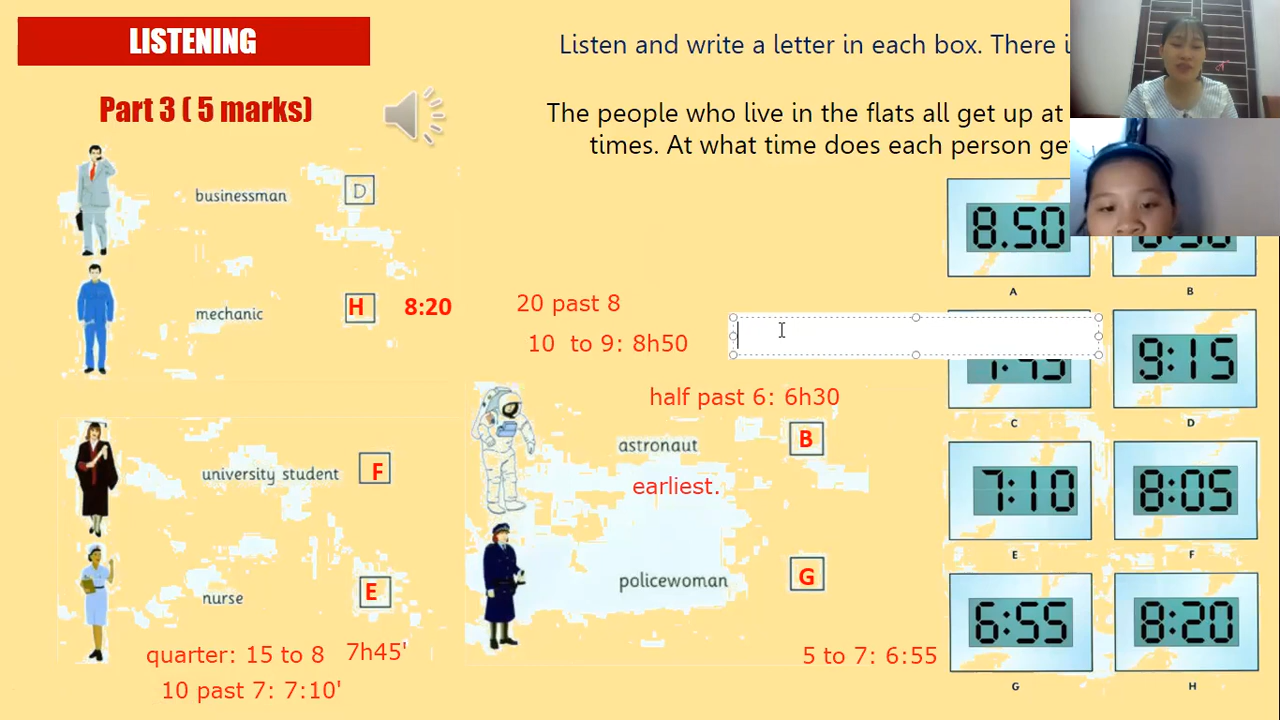 LISTENING
Listen and write a letter in each box. There
Part 3 ( 5 marks)
The people who live in the flats all get up at
times. At what time does each person
businessman D
8.50
A
B
mechanic H 8:20
20 past 8
10 to 9: 8h50
9:15
C
D
half past 6: 6h30
astronaut B
earliest.
university student F
7:10
8:05
E
F
policewoman G
nurse E
6:55
8:20
quarter: 15 to 8 7h45'
5 to 7: 6:55
10 past 7: 7:10'
G
H